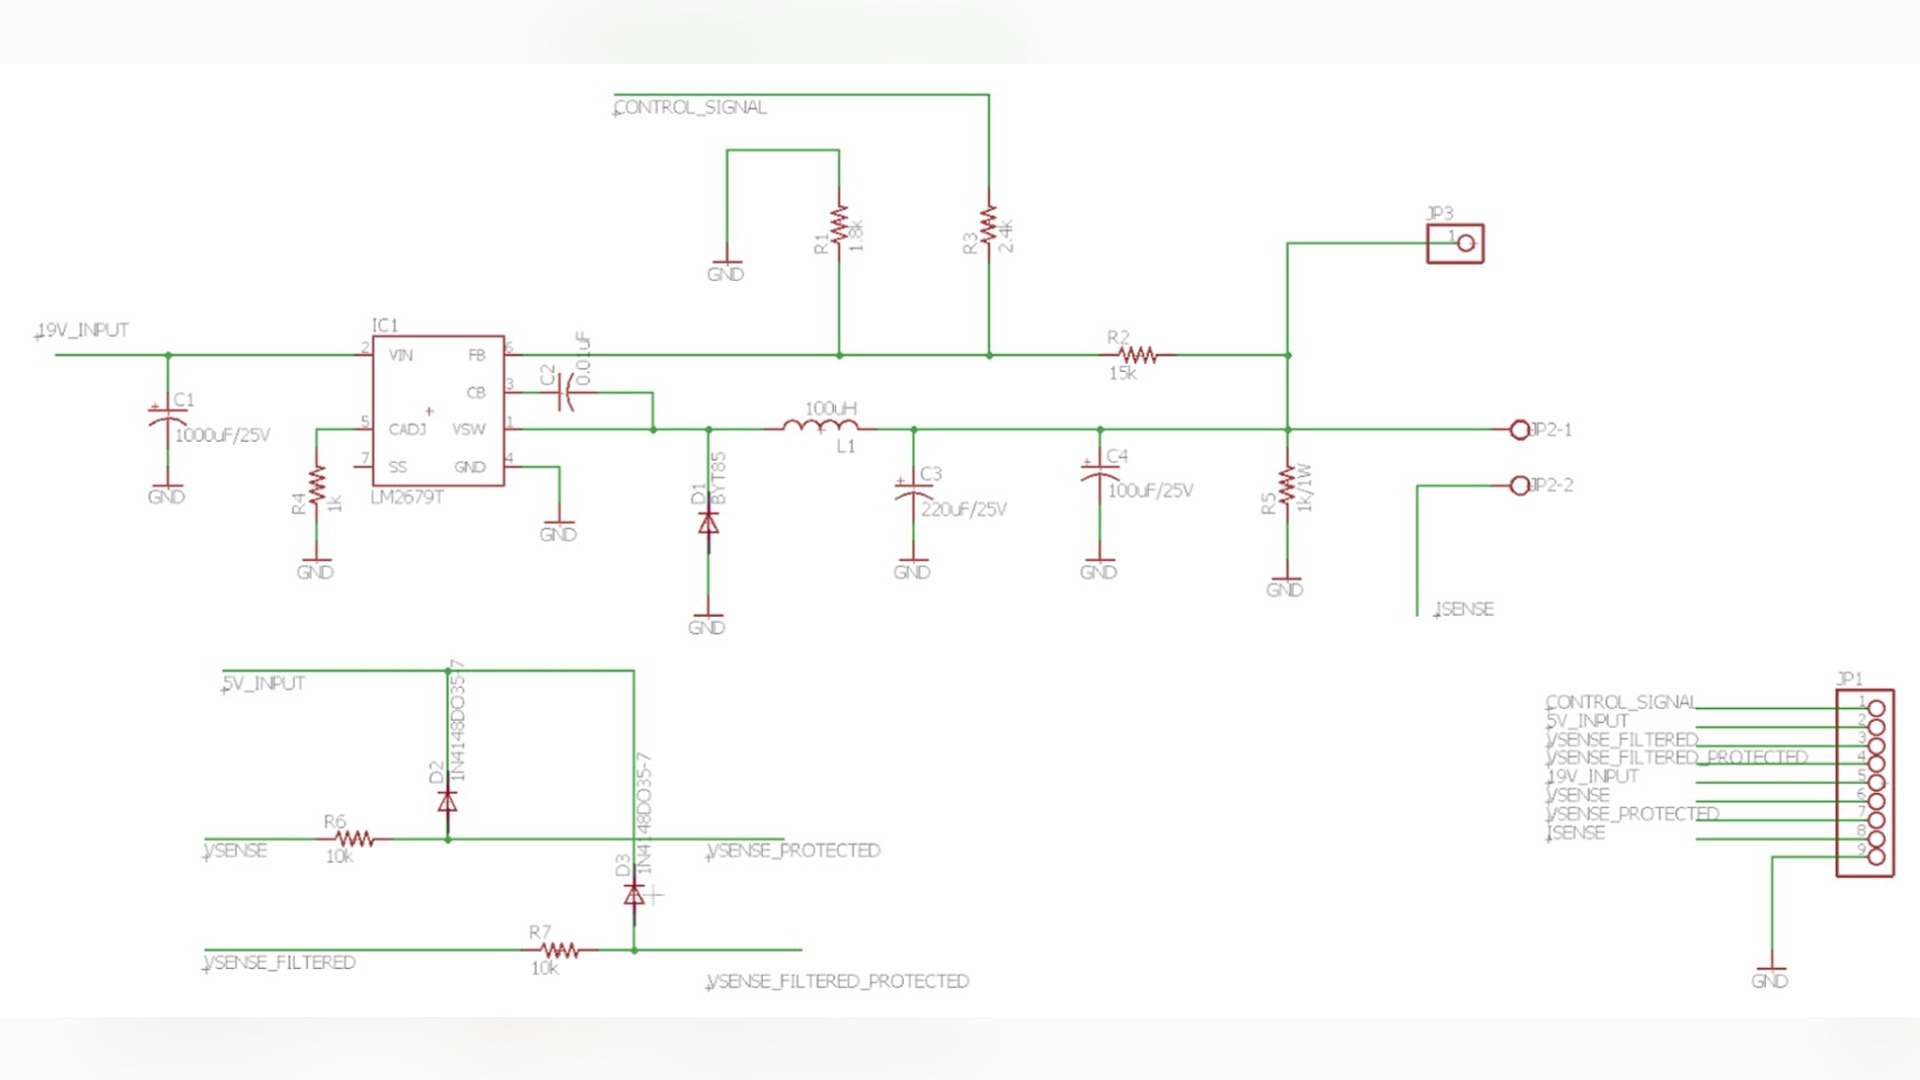 CONTROL_SIGNAL
R1
1.8k
R3
2.4k
GND
JP3
1
19V_INPUT
C1
1000uF/25V
GND
IC1
2
VIN
FB
6
CB
3
5
CADJ
VSW
1
7
SS
GND
4
LM2679T
C2
0.01uF
R4
1k
GND
GND
D1
BYT85
GND
100uH
L1
R2
15k
C3
220uF/25V
GND
C4
100uF/25V
GND
R5
1k/1W
GND
JP2-1
JP2-2
ISENSE
5V_INPUT
D2
1N4148DO35-7
R6
10k
VSENSE
VSENSE_PROTECTED
D3
1N4148DO35-7
R7
10k
VSENSE_FILTERED
VSENSE_FILTERED_PROTECTED
JP1
CONTROL_SIGNAL 1
5V_INPUT 2
VSENSE_FILTERED 3
VSENSE_FILTERED_PROTECTED 4
19V_INPUT 5
VSENSE 6
VSENSE_PROTECTED 7
ISENSE 8
9
GND